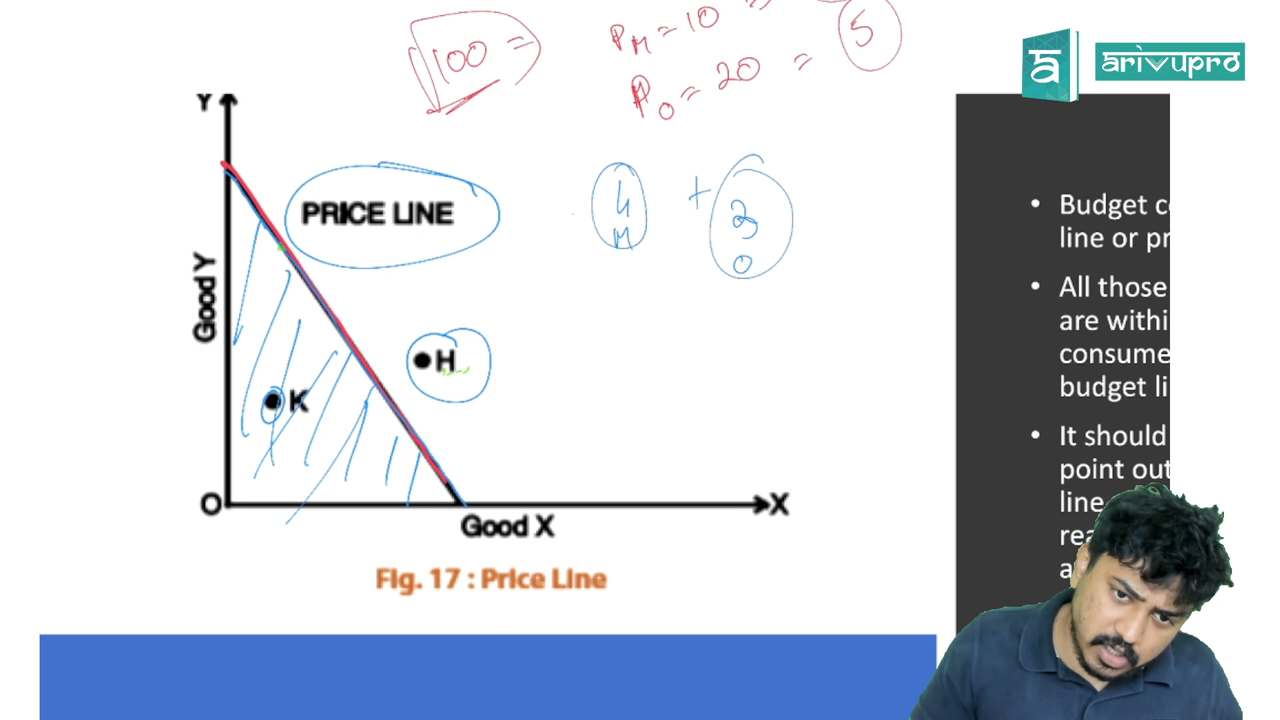 100 =
PM = 10 =
PO = 20 = 5
ARIVUPRO
Y
PRICE LINE
4 + 3
M O
Good Y
H
K
O
X
Good X
Fig. 17 : Price Line
• Budget c
line or pr
• All those
are withi
consume
budget li
• It should
point out
line
rea
a